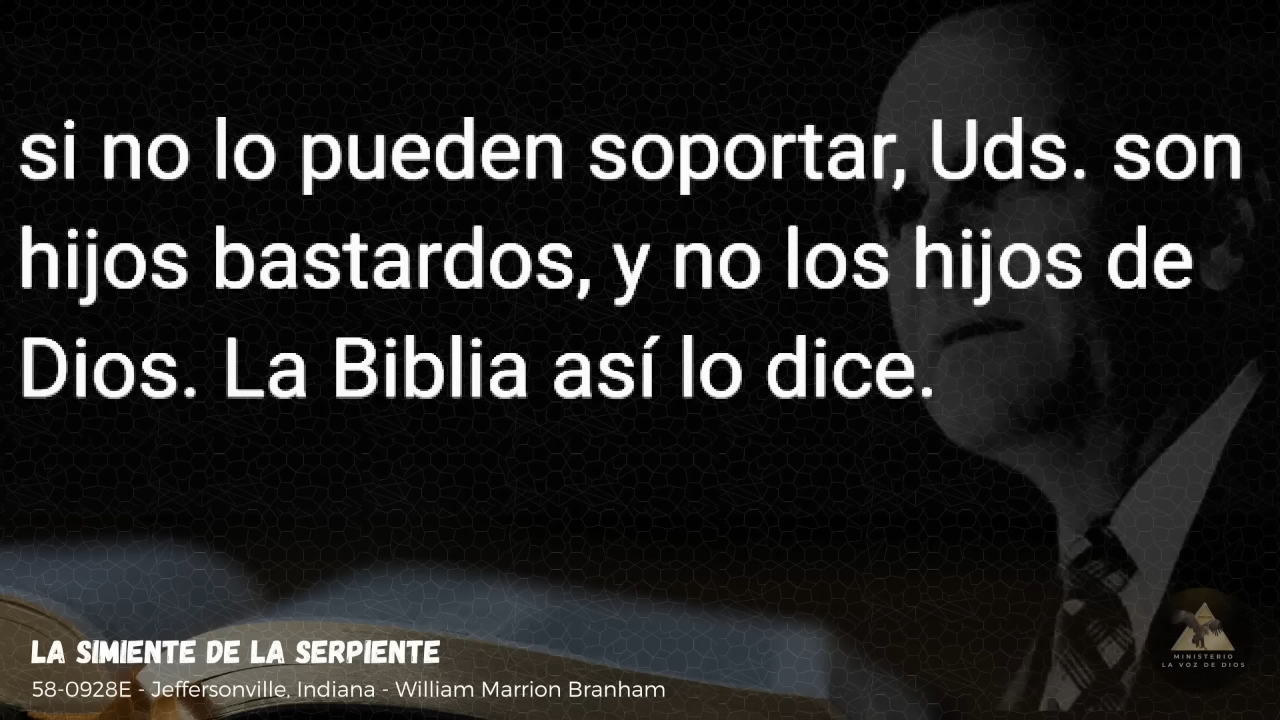 si no lo pueden soportar, Uds. son
hijos bastardos, y no los hijos de
Dios. La Biblia así lo dice.
LA SIMIENTE DE LA SERPIENTE
58-0928E - Jeffersonville, Indiana - William Marrion Branham
MINISTERIO
LA VOZ DE DIOS